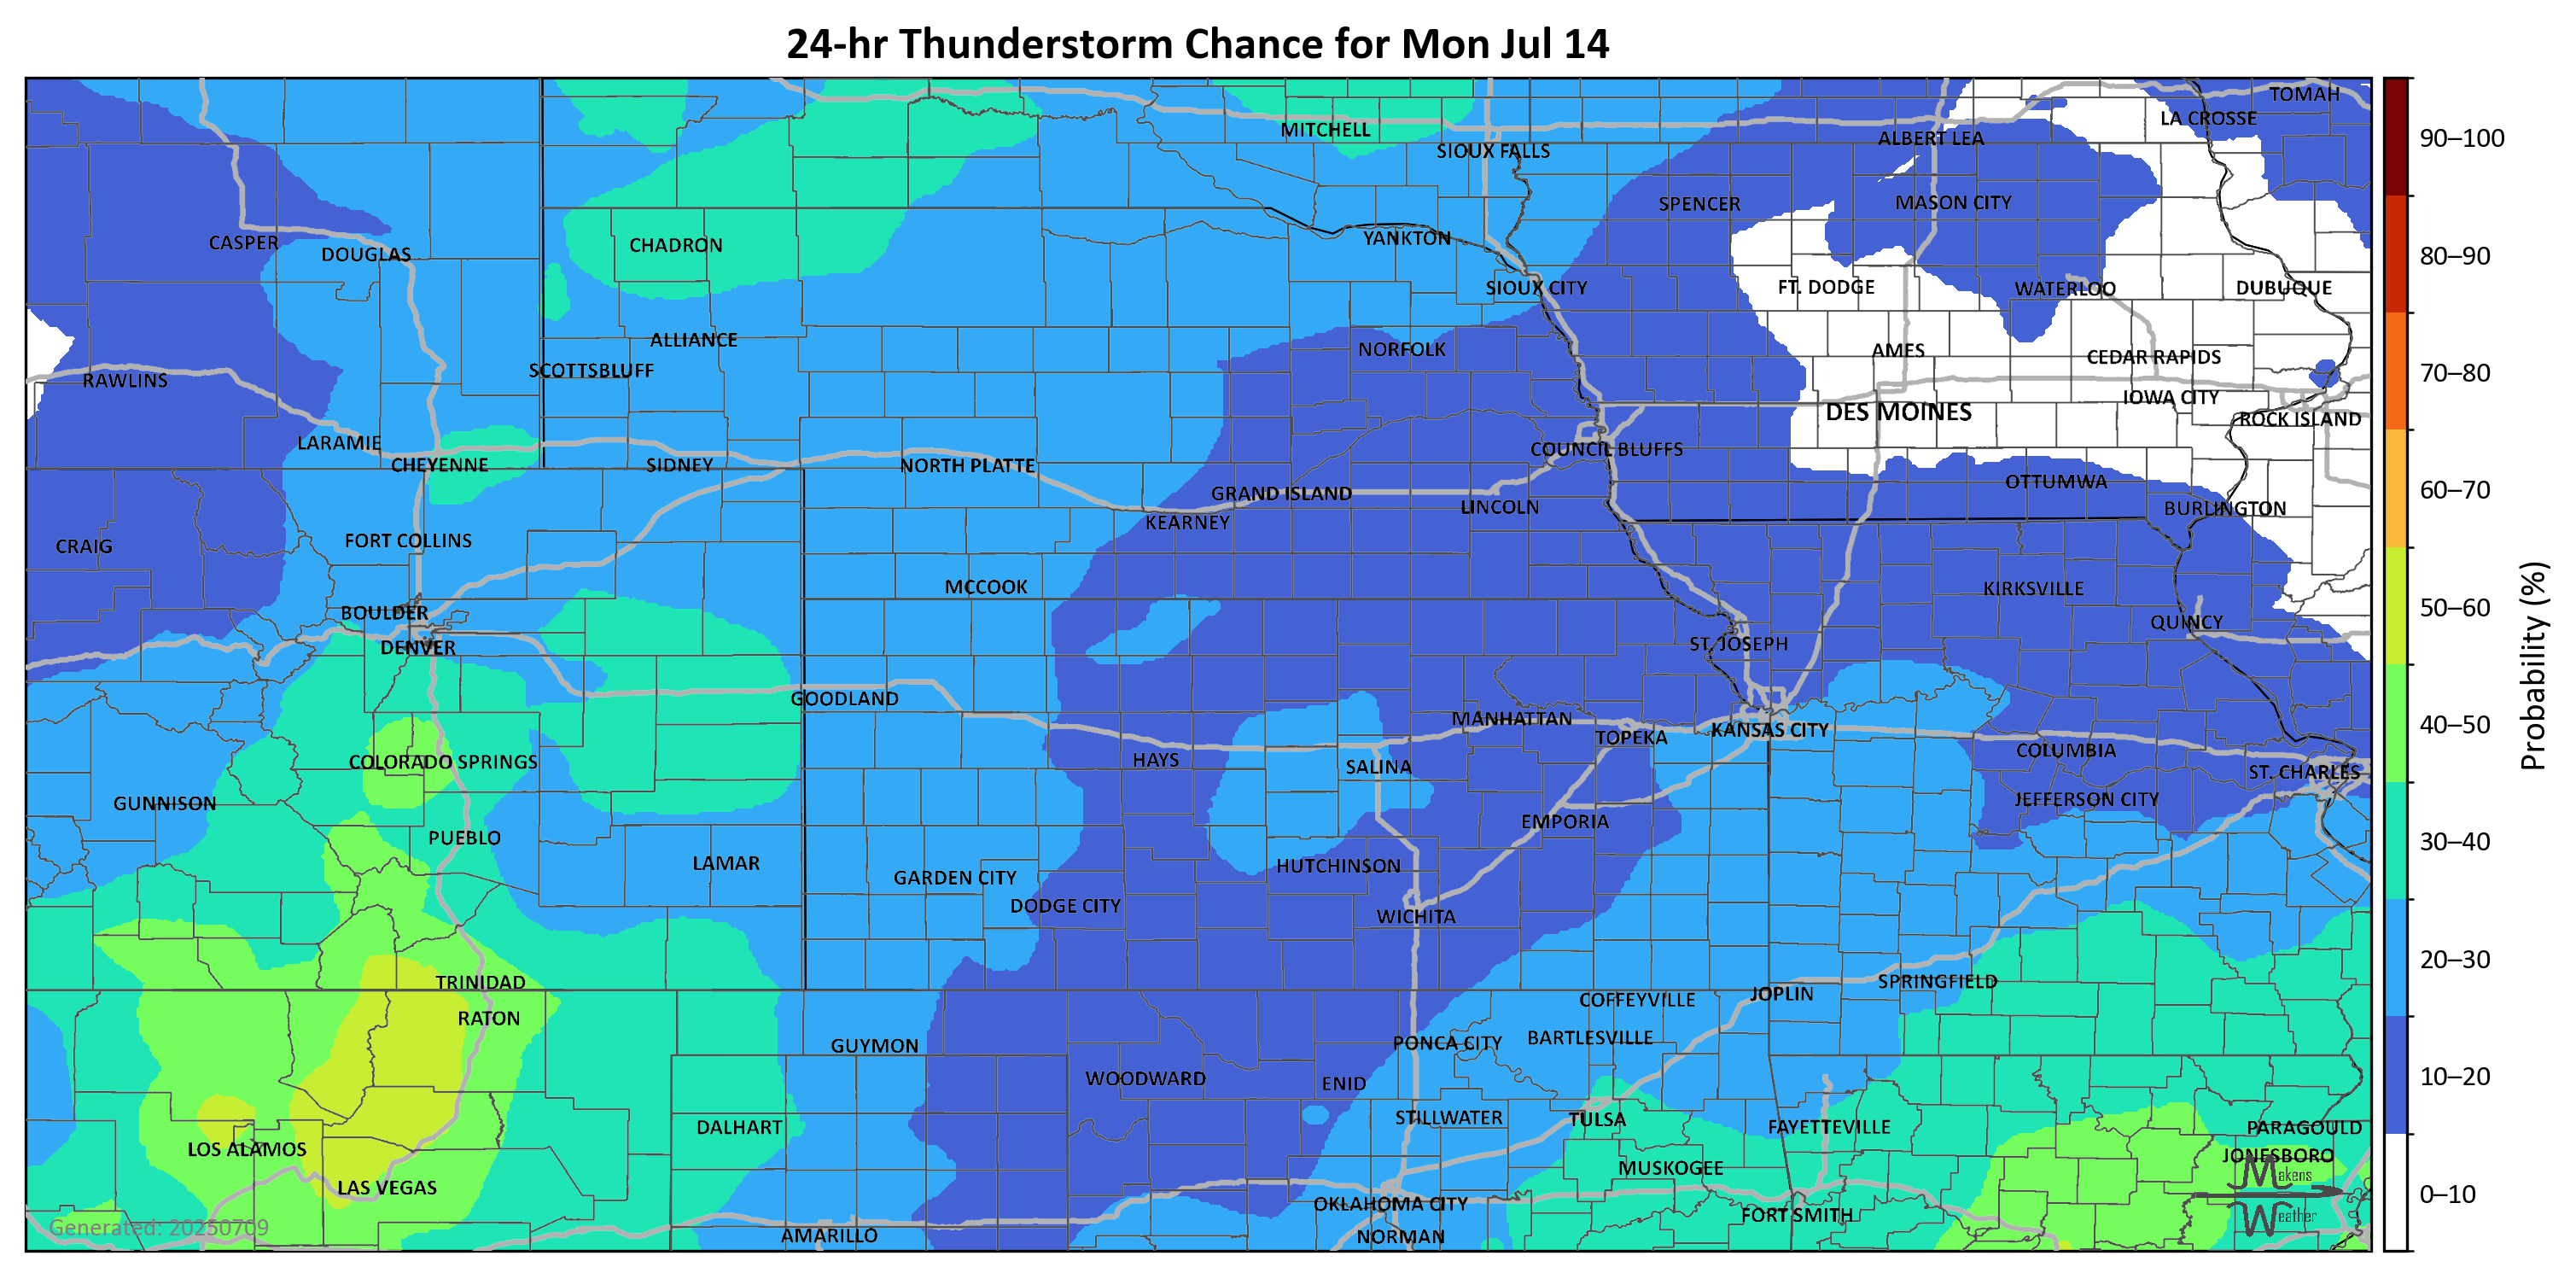 24-hr Thunderstorm Chance for Mon Jul 14
TOMAH
LA CROSSE
MITCHELL
ALBERT LEA
SIOUX FALLS
SPENCER
MASON CITY
CASPER
DOUGLAS
CHADRON
YANKTON
SIOUX CITY
FT. DODGE
WATERLOO
DUBUQUE
ALLIANCE
NORFOLK
AMES
CEDAR RAPIDS
RAWLINS
SCOTTSBLUFF
IOWA CITY
DES MOINES
ROCK ISLAND
LARAMIE
COUNCIL BLUFFS
CHEYENNE
SIDNEY
NORTH PLATTE
OTTUMWA
GRAND ISLAND
LINCOLN
BURLINGTON
KEARNEY
CRAIG
FORT COLLINS
MCCOOK
KIRKSVILLE
BOULDER
QUINCY
DENVER
ST. JOSEPH
GOODLAND
MANHATTAN
KANSAS CITY
TOPEKA
COLUMBIA
COLORADO SPRINGS
HAYS
SALINA
ST. CHARLES
GUNNISON
JEFFERSON CITY
EMPORIA
PUEBLO
LAMAR
HUTCHINSON
GARDEN CITY
DODGE CITY
WICHITA
TRINIDAD
SPRINGFIELD
JOPLIN
COFFEYVILLE
RATON
BARTLESVILLE
GUYMON
PONCA CITY
WOODWARD
ENID
STILLWATER
TULSA
DALHART
FAYETTEVILLE
PARAGOULD
LOS ALAMOS
JONESBORO
MUSKOGEE
LAS VEGAS
OKLAHOMA CITY
FORT SMITH
AMARILLO
NORMAN
Generated: 20250709
Makens
Weather
90–100
80–90
70–80
60–70
50–60
40–50
30–40
20–30
10–20
0–10
Probability (%)